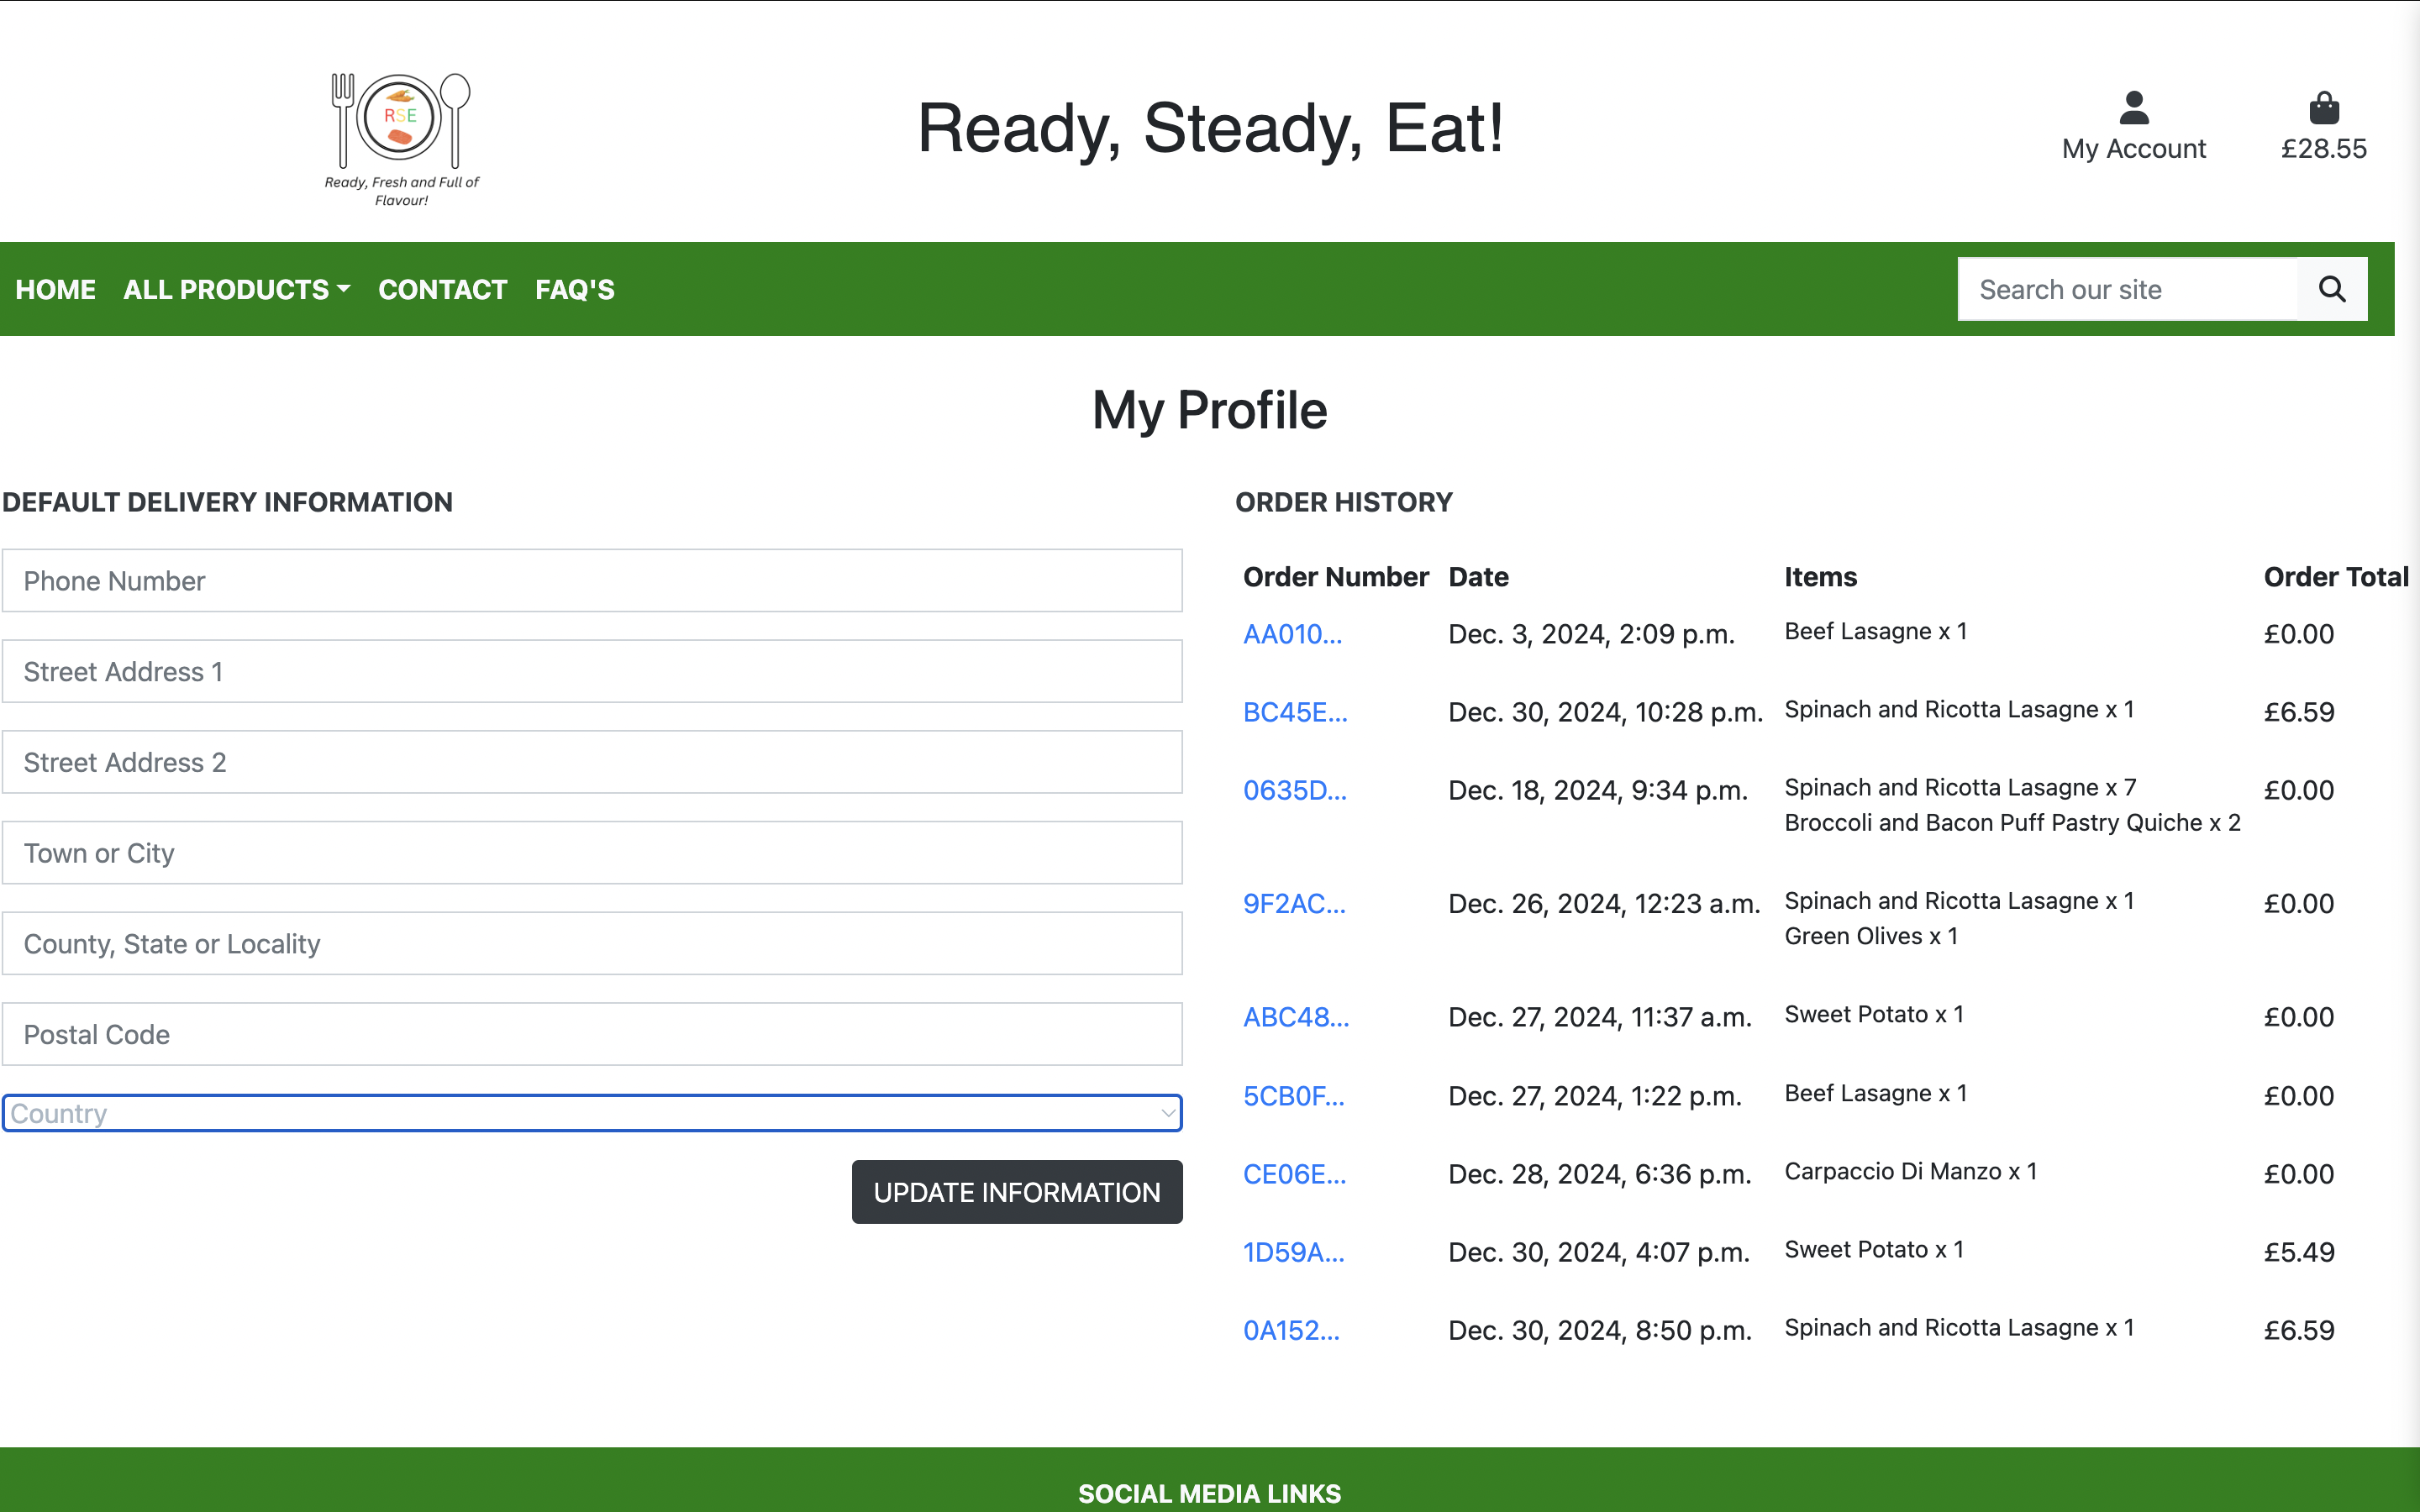 RSE
Ready, Fresh and Full of
Flavour!
Ready, Steady, Eat!
My Account
£28.55
HOME ALL PRODUCTS CONTACT FAQ'S
Search our site
My Profile
DEFAULT DELIVERY INFORMATION
Phone Number
Street Address 1
Street Address 2
Town or City
County, State or Locality
Postal Code
Country
UPDATE INFORMATION
ORDER HISTORY
Order Number Date Items Order Total
AA010... Dec. 3, 2024, 2:09 p.m. Beef Lasagne x 1 £0.00
BC45E... Dec. 30, 2024, 10:28 p.m. Spinach and Ricotta Lasagne x 1 £6.59
0635D... Dec. 18, 2024, 9:34 p.m. Spinach and Ricotta Lasagne x 7 £0.00
Broccoli and Bacon Puff Pastry Quiche x 2
9F2AC... Dec. 26, 2024, 12:23 a.m. Spinach and Ricotta Lasagne x 1 £0.00
Green Olives x 1
ABC48... Dec. 27, 2024, 11:37 a.m. Sweet Potato x 1 £0.00
5CB0F... Dec. 27, 2024, 1:22 p.m. Beef Lasagne x 1 £0.00
CE06E... Dec. 28, 2024, 6:36 p.m. Carpaccio Di Manzo x 1 £0.00
1D59A... Dec. 30, 2024, 4:07 p.m. Sweet Potato x 1 £5.49
0A152... Dec. 30, 2024, 8:50 p.m. Spinach and Ricotta Lasagne x 1 £6.59
SOCIAL MEDIA LINKS